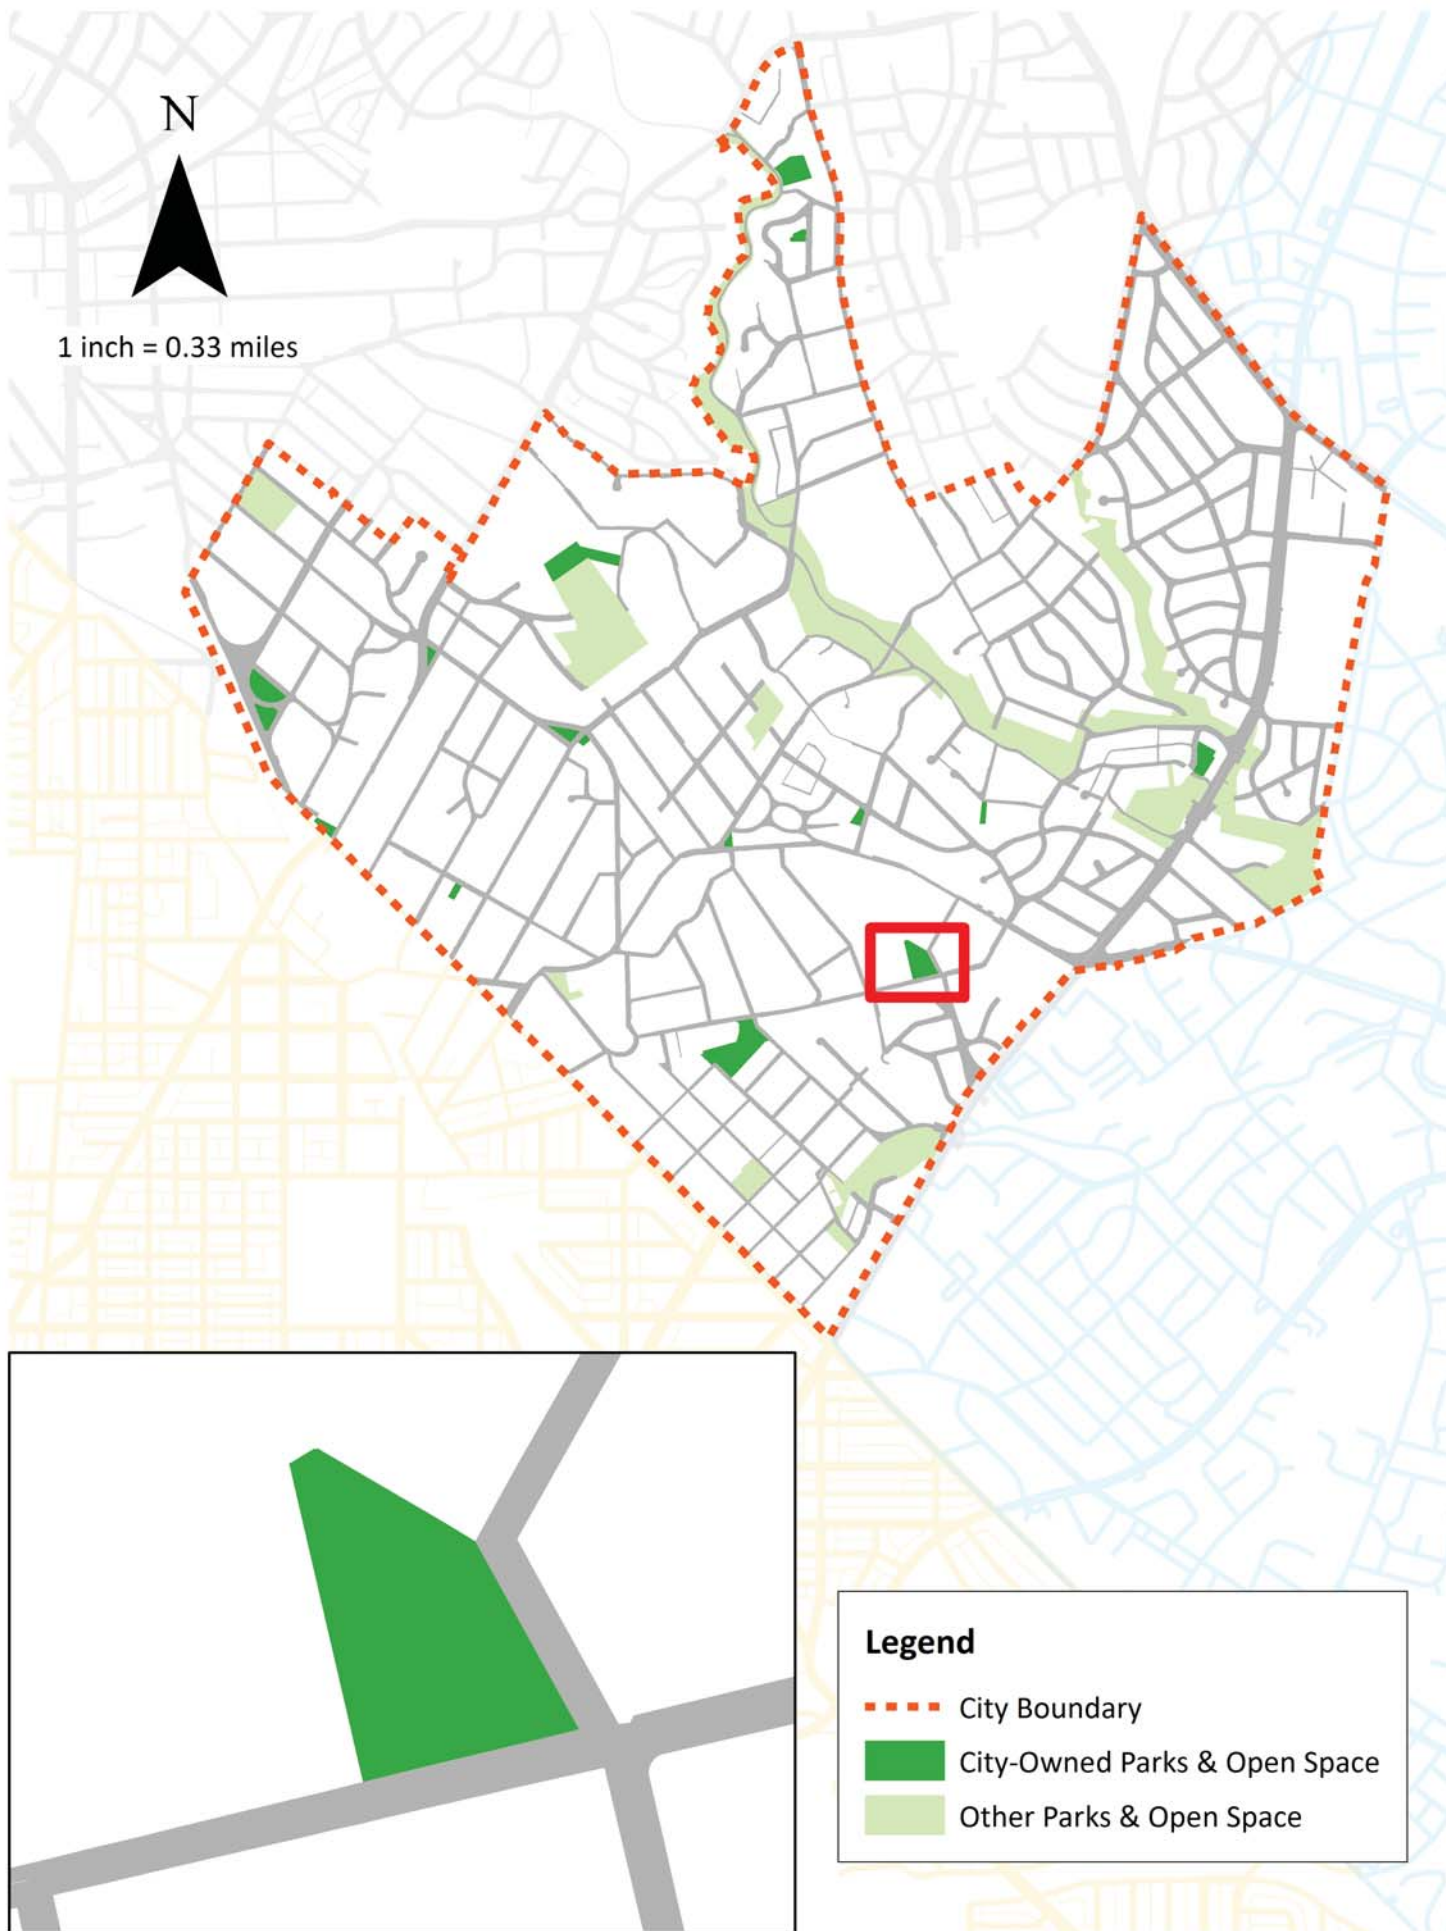 N
1 inch = 0.33 miles
Legend
City Boundary
City-Owned Parks & Open Space
Other Parks & Open Space